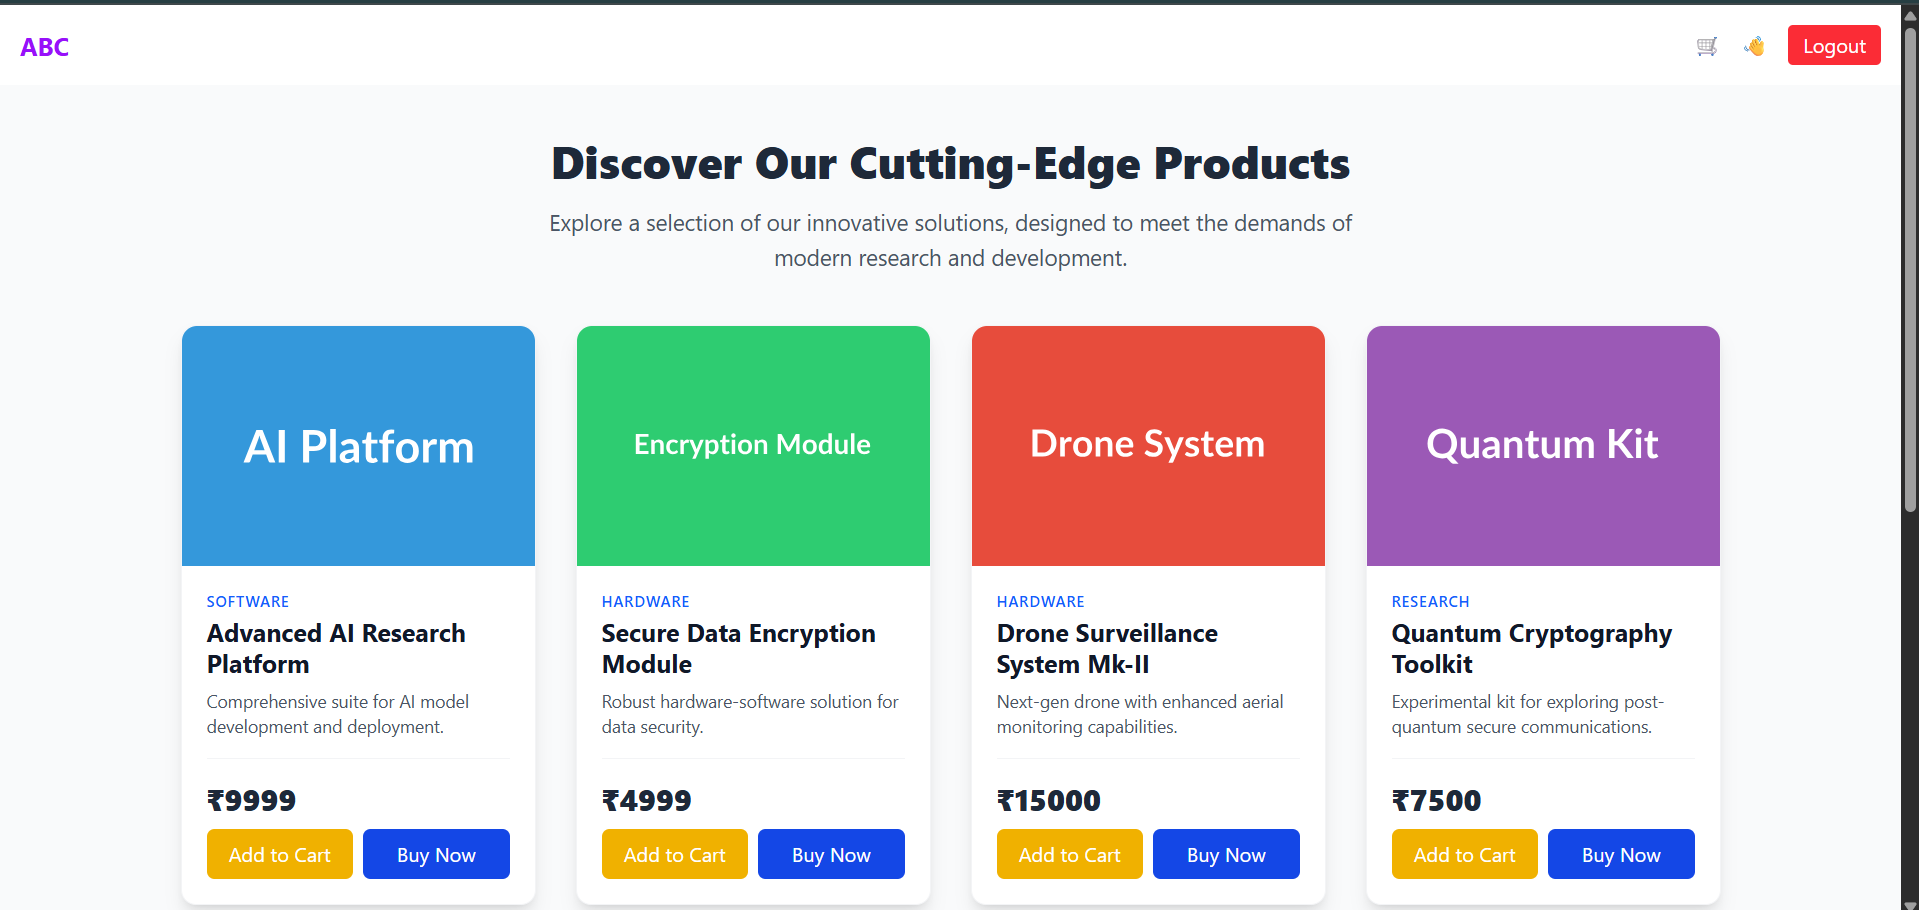 ABC
Logout
Discover Our Cutting-Edge Products
Explore a selection of our innovative solutions, designed to meet the demands of
modern research and development.
AI Platform
Encryption Module
Drone System
Quantum Kit
SOFTWARE
Advanced AI Research
Platform
Comprehensive suite for AI model
development and deployment.
₹9999
Add to Cart
Buy Now
HARDWARE
Secure Data Encryption
Module
Robust hardware-software solution for
data security.
₹4999
Add to Cart
Buy Now
HARDWARE
Drone Surveillance
System Mk-II
Next-gen drone with enhanced aerial
monitoring capabilities.
₹15000
Add to Cart
Buy Now
RESEARCH
Quantum Cryptography
Toolkit
Experimental kit for exploring post-
quantum secure communications.
₹7500
Add to Cart
Buy Now